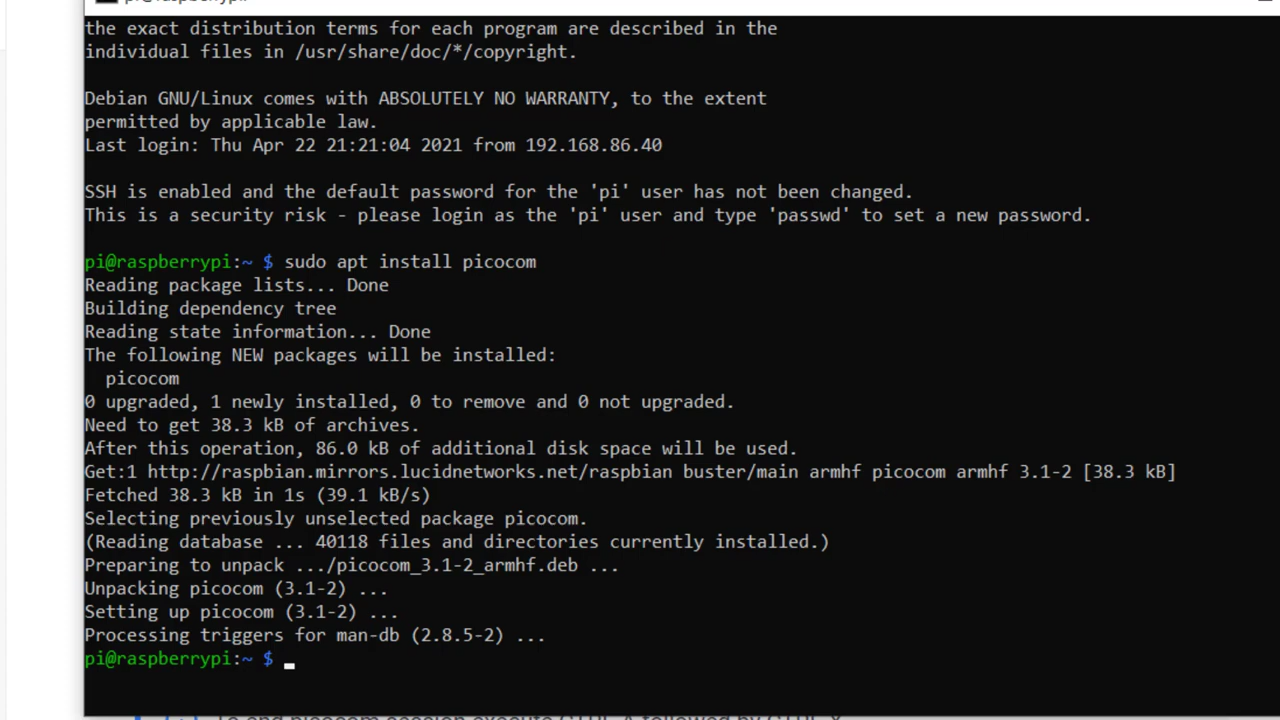 the exact distribution terms for each program are described in the
individual files in /usr/share/doc/*/copyright.
Debian GNU/Linux comes with ABSOLUTELY NO WARRANTY, to the extent
permitted by applicable law.
Last login: Thu Apr 22 21:21:04 2021 from 192.168.86.40
SSH is enabled and the default password for the 'pi' user has not been changed.
This is a security risk - please login as the 'pi' user and type 'passwd' to set a new password.
pi@raspberrypi:~ $ sudo apt install picocom
Reading package lists... Done
Building dependency tree
Reading state information... Done
The following NEW packages will be installed:
  picocom
0 upgraded, 1 newly installed, 0 to remove and 0 not upgraded.
Need to get 38.3 kB of archives.
After this operation, 86.0 kB of additional disk space will be used.
Get:1 http://raspbian.mirrors.lucidnetworks.net/raspbian buster/main armhf picocom armhf 3.1-2 [38.3 kB]
Fetched 38.3 kB in 1s (39.1 kB/s)
Selecting previously unselected package picocom.
(Reading database ... 40118 files and directories currently installed.)
Preparing to unpack .../picocom_3.1-2_armhf.deb ...
Unpacking picocom (3.1-2) ...
Setting up picocom (3.1-2) ...
Processing triggers for man-db (2.8.5-2) ...
pi@raspberrypi:~ $